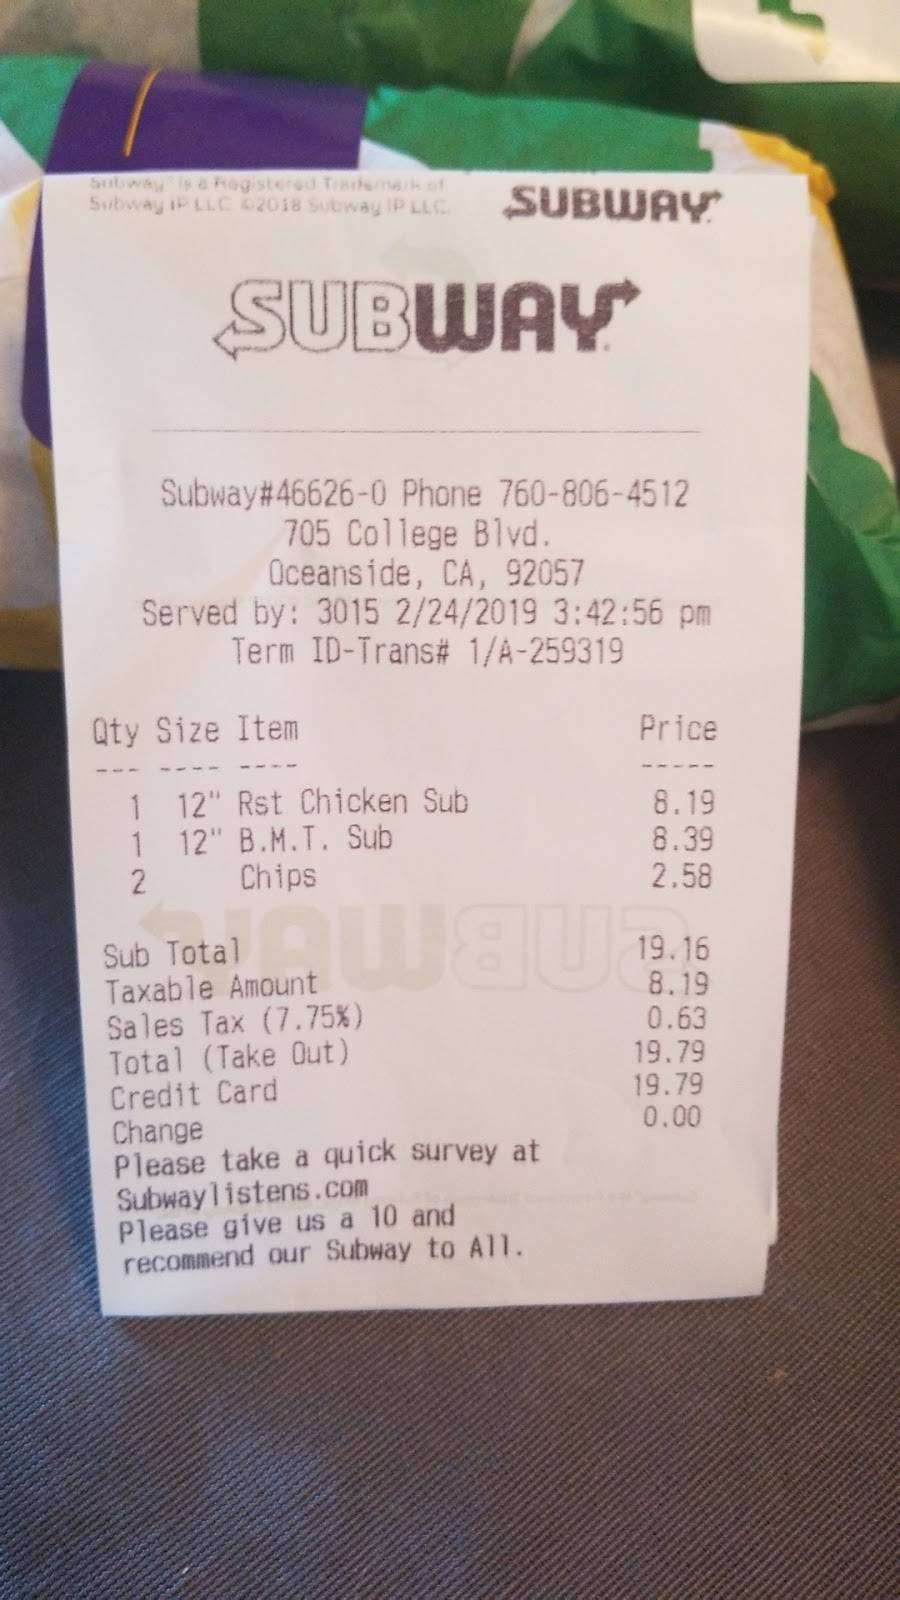 Subway® is a Registered Trademark of
Subway IP LLC ©2018 Subway IP LLC.
SUBWAY
SUBWAY
Subway#46626-0 Phone 760-806-4512
705 College Blvd.
Oceanside, CA, 92057
Served by: 3015 2/24/2019 3:42:56 pm
Term ID-Trans# 1/A-259319
Qty Size Item Price
--- ---- ---- -----
1 12" Rst Chicken Sub 8.19
1 12" B.M.T. Sub 8.39
2 Chips 2.58
Sub Total 19.16
Taxable Amount 8.19
Sales Tax (7.75%) 0.63
Total (Take Out) 19.79
Credit Card 19.79
Change 0.00
Please take a quick survey at
Subwaylistens.com
Please give us a 10 and
recommend our Subway to All.
SUBWAY